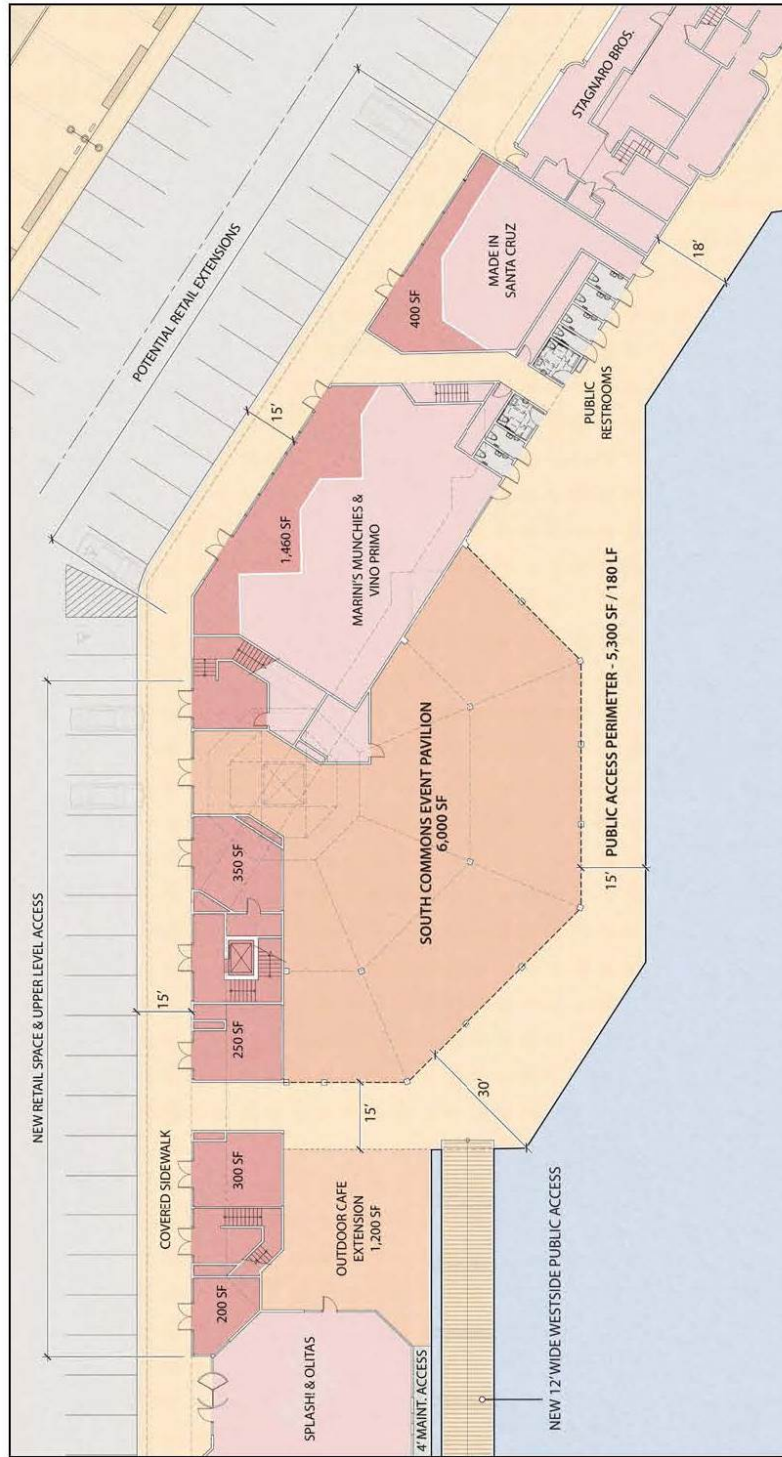 STAGNARO BROS.
POTENTIAL RETAIL EXTENSIONS
MADE IN
SANTA CRUZ
400 SF
18'
PUBLIC
RESTROOMS
15'
1,460 SF
MARINI'S MUNCHIES &
VINO PRIMO
NEW RETAIL SPACE & UPPER LEVEL ACCESS
350 SF
SOUTH COMMONS EVENT PAVILION
6,000 SF
PUBLIC ACCESS PERIMETER - 5,300 SF / 180 LF
15'
15'
250 SF
30'
15'
COVERED SIDEWALK
300 SF
OUTDOOR CAFE
EXTENSION
1,200 SF
200 SF
SPLASH! & OLITAS
4' MAINT. ACCESS
NEW 12' WIDE WESTSIDE PUBLIC ACCESS